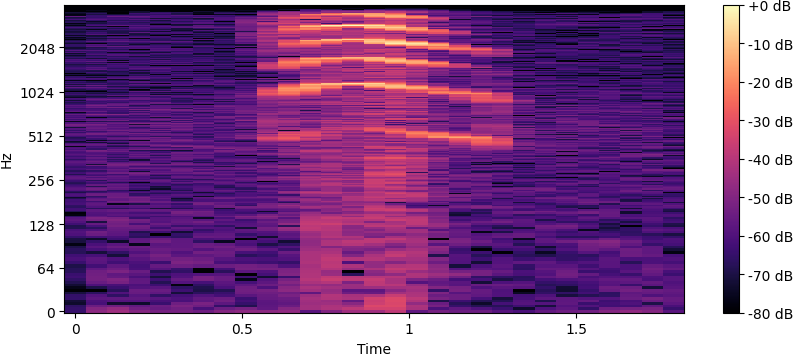 +0 dB
2048
-10 dB
1024
-20 dB
512
-30 dB
Hz
256
-40 dB
128
-50 dB
64
-60 dB
-70 dB
0
-80 dB
0 0.5 1 1.5
Time